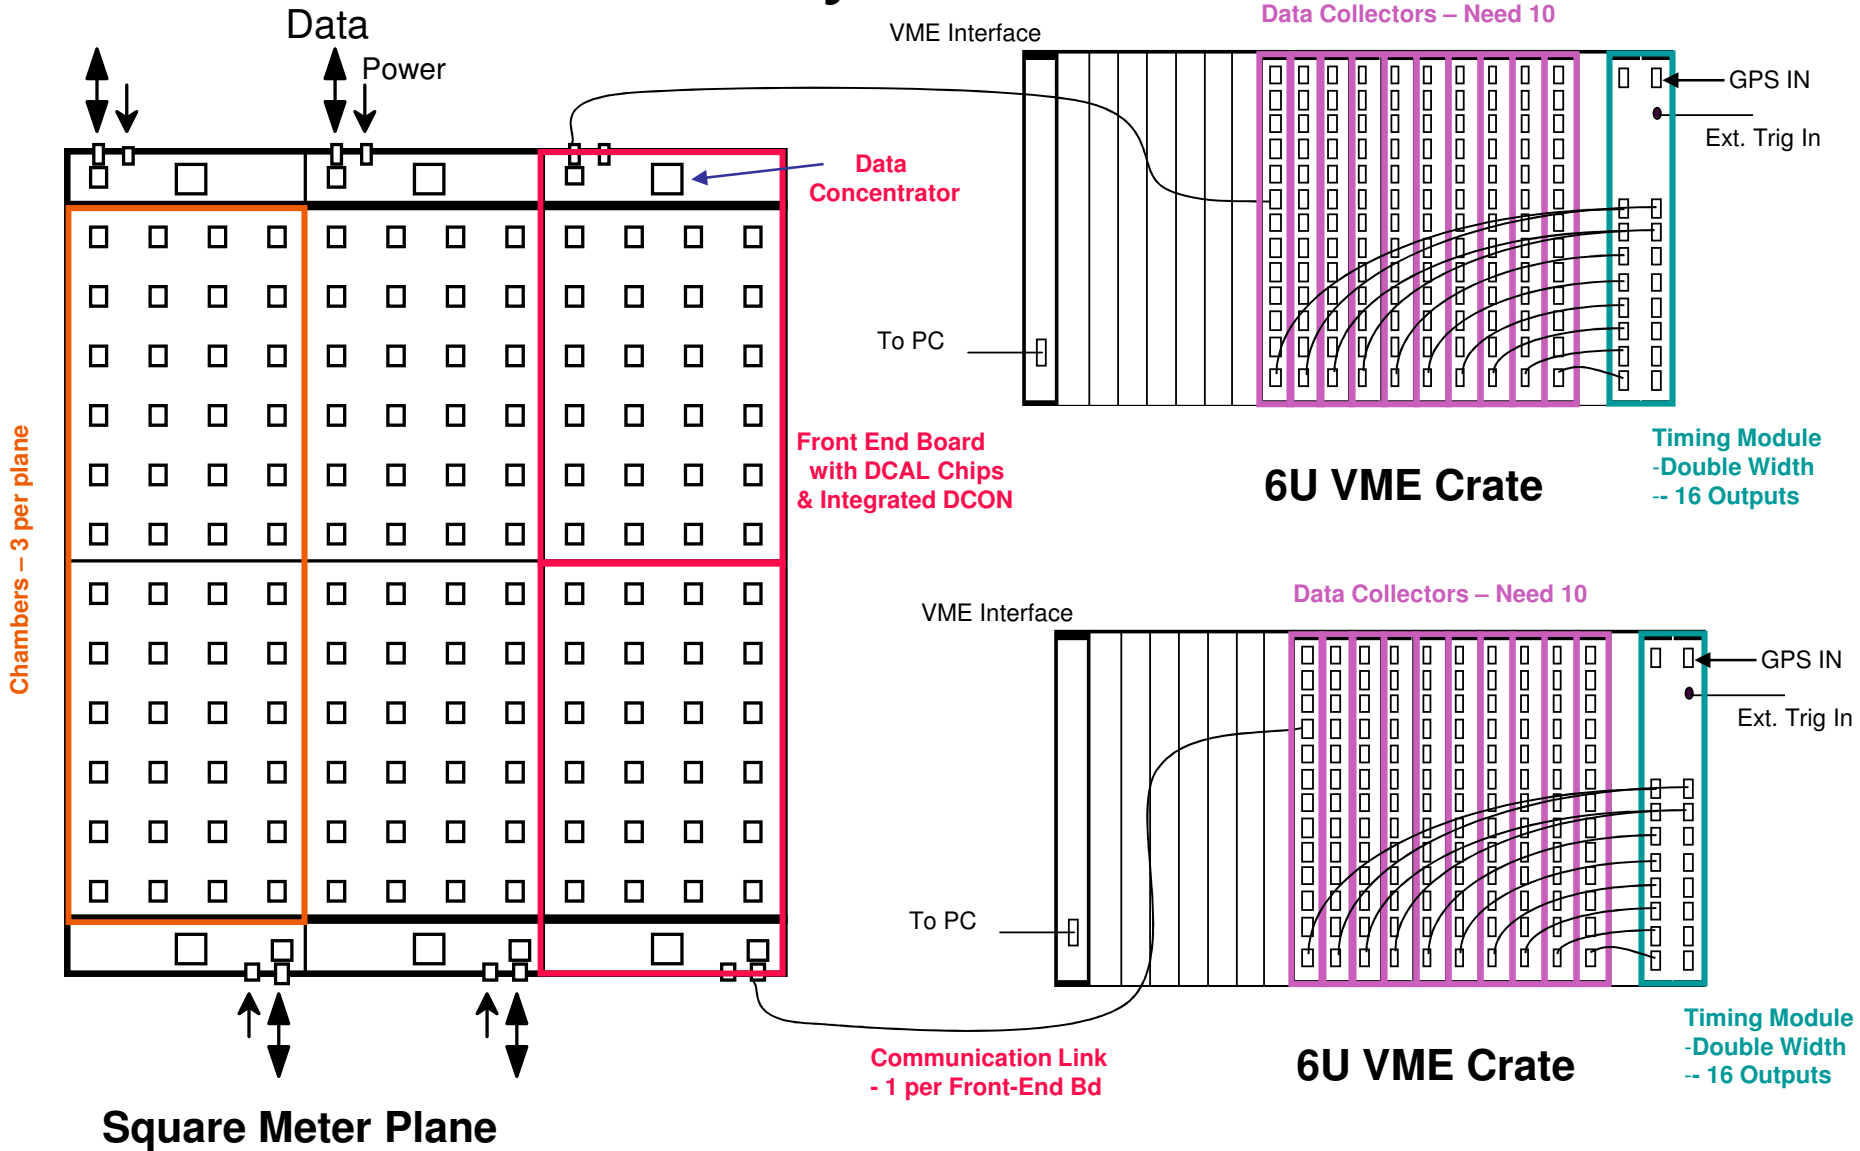 Data
Power
VME Interface
Data Collectors – Need 10
GPS IN
Ext. Trig In
Data
Concentrator
To PC
Chambers – 3 per plane
Front End Board
with DCAL Chips
& Integrated DCON
6U VME Crate
Timing Module
-Double Width
-- 16 Outputs
Data Collectors – Need 10
VME Interface
GPS IN
Ext. Trig In
To PC
Communication Link
- 1 per Front-End Bd
6U VME Crate
Timing Module
-Double Width
-- 16 Outputs
Square Meter Plane